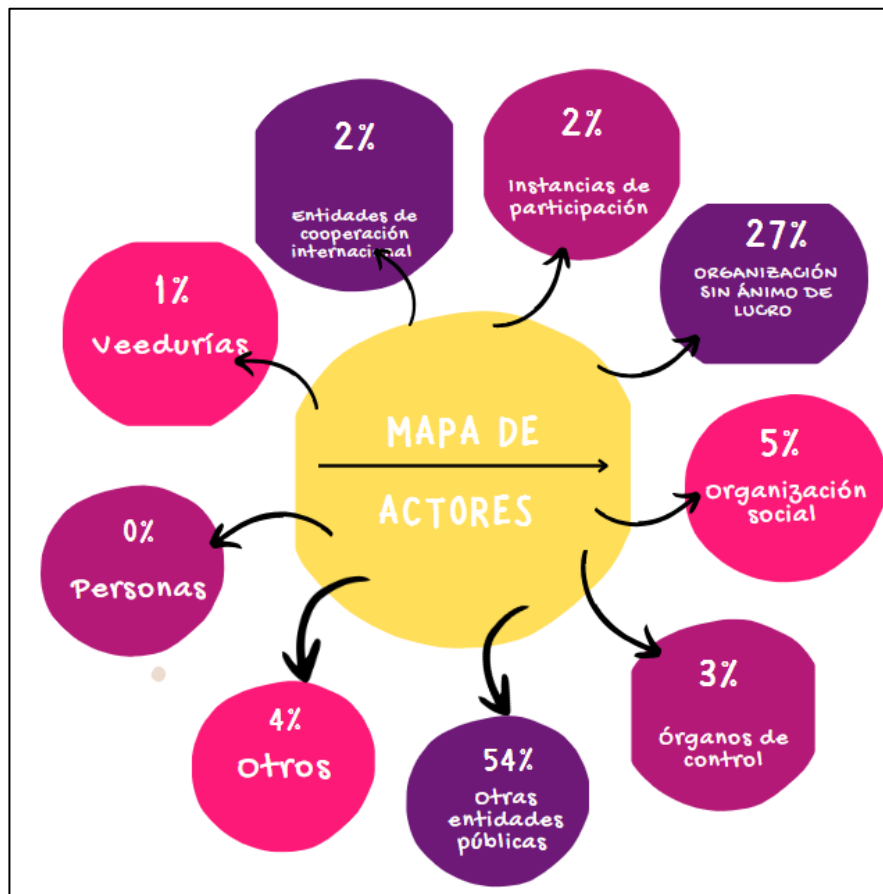 2%
Entidades de
cooperación
internacional
2%
Instancias de
participación
27%
ORGANIZACIÓN
SIN ÁNIMO DE
LUCRO
1%
Veedurías
MAPA DE
ACTORES
5%
Organización
social
0%
Personas
3%
Órganos de
control
4%
Otros
54%
Otras
entidades
públicas